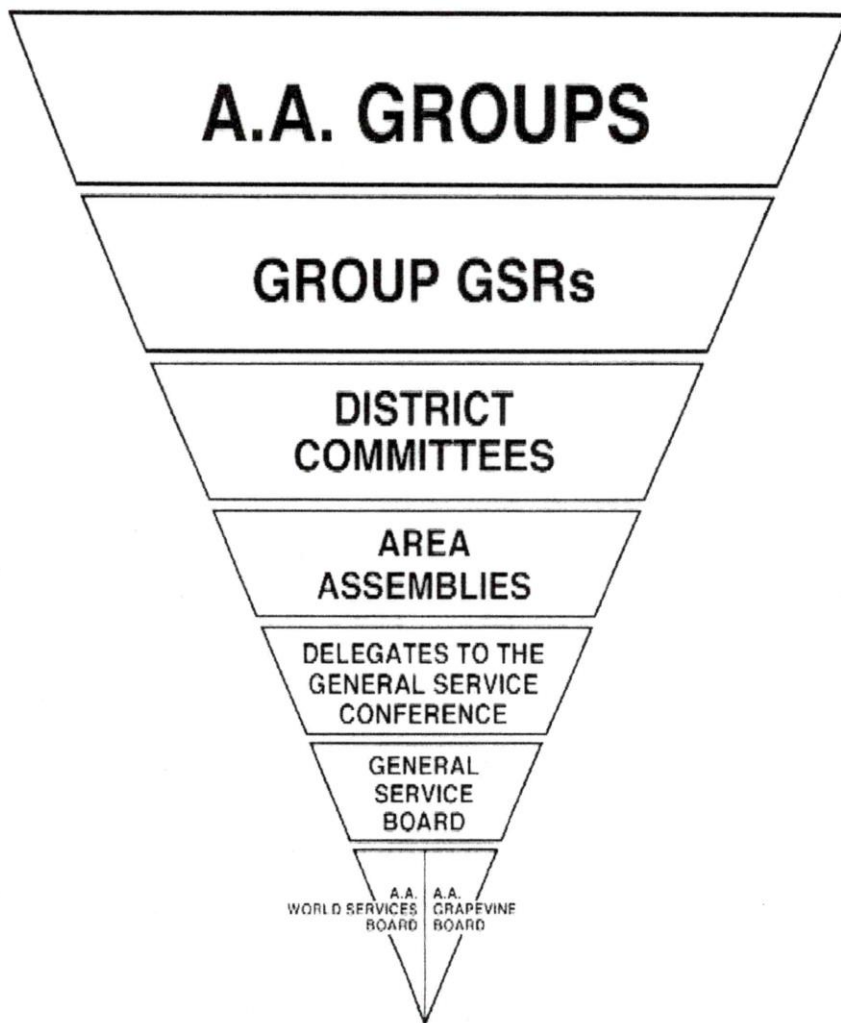 A.A. GROUPS
GROUP GSRs
DISTRICT
COMMITTEES
AREA
ASSEMBLIES
DELEGATES TO THE
GENERAL SERVICE
CONFERENCE
GENERAL
SERVICE
BOARD
A.A.
WORLD SERVICES
BOARD
A.A.
GRAPEVINE
BOARD